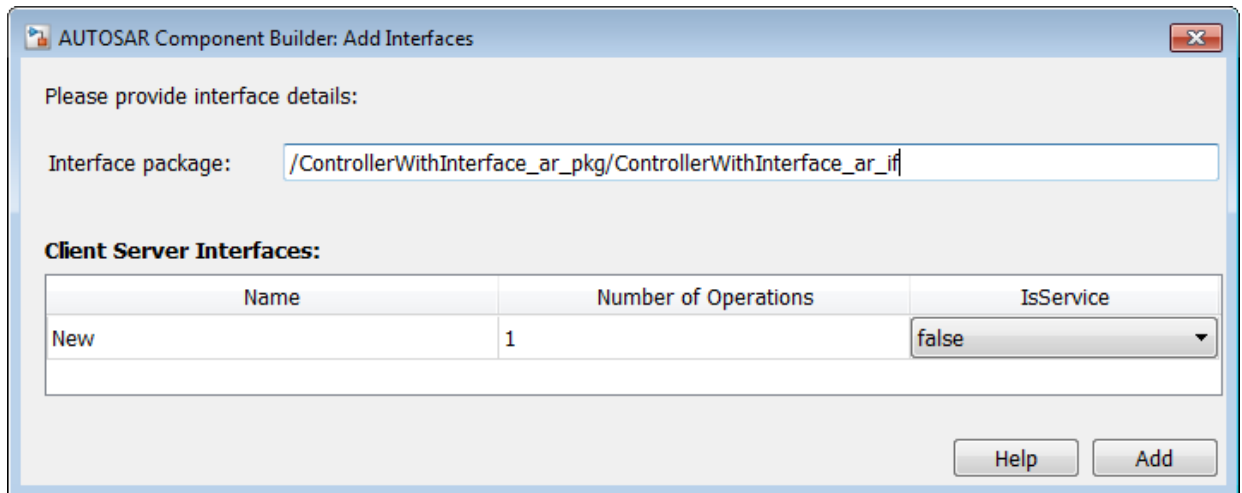 AUTOSAR Component Builder: Add Interfaces
Please provide interface details:
Interface package: /ControllerWithInterface_ar_pkg/ControllerWithInterface_ar_if
Client Server Interfaces:
Name Number of Operations IsService
New 1 false
Help Add